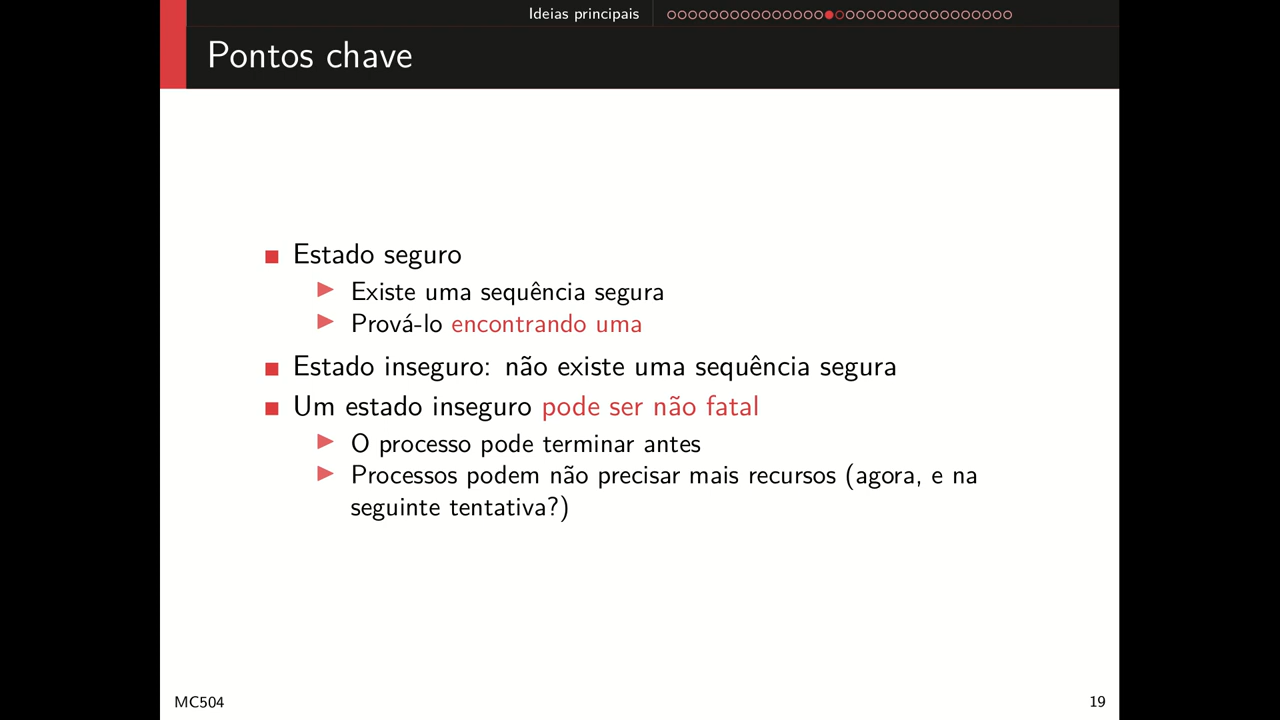 Ideias principais
Pontos chave
Estado seguro
Existe uma sequência segura
Prová-lo encontrando uma
Estado inseguro: não existe uma sequência segura
Um estado inseguro pode ser não fatal
O processo pode terminar antes
Processos podem não precisar mais recursos (agora, e na
seguinte tentativa?)
MC504
19